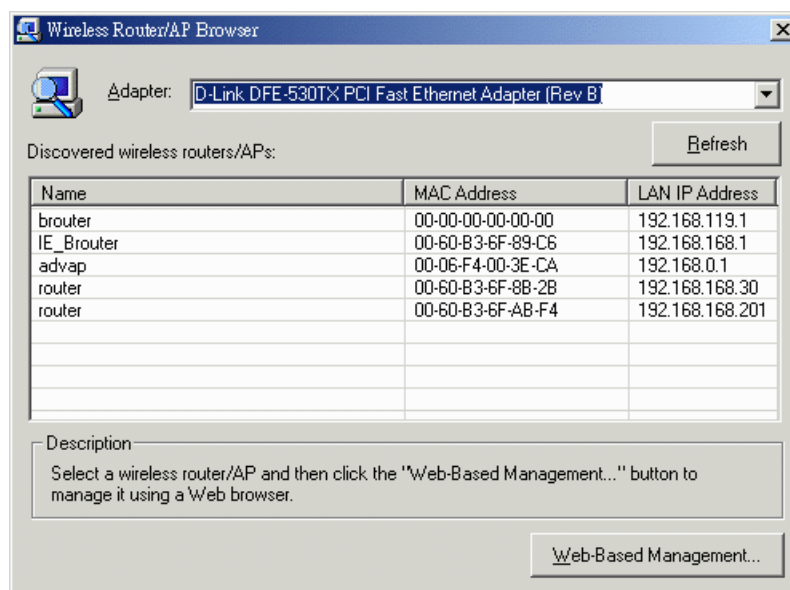 Wireless Router/AP Browser
Adapter: D-Link DFE-530TX PCI Fast Ethernet Adapter (Rev B)
Refresh
Discovered wireless routers/APs:
Name MAC Address LAN IP Address
brouter 00-00-00-00-00-00 192.168.119.1
IE_Brouter 00-60-B3-6F-89-C6 192.168.168.1
advap 00-06-F4-00-3E-CA 192.168.0.1
router 00-60-B3-6F-8B-2B 192.168.168.30
router 00-60-B3-6F-AB-F4 192.168.168.201
Description
Select a wireless router/AP and then click the "Web-Based Management..." button to
manage it using a Web browser.
Web-Based Management...